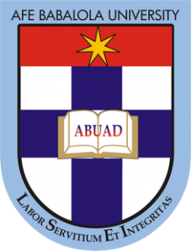 AFE BABALOLA UNIVERSITY
ABUAD
LABOR SERVITIUM ET INTEGRITAS